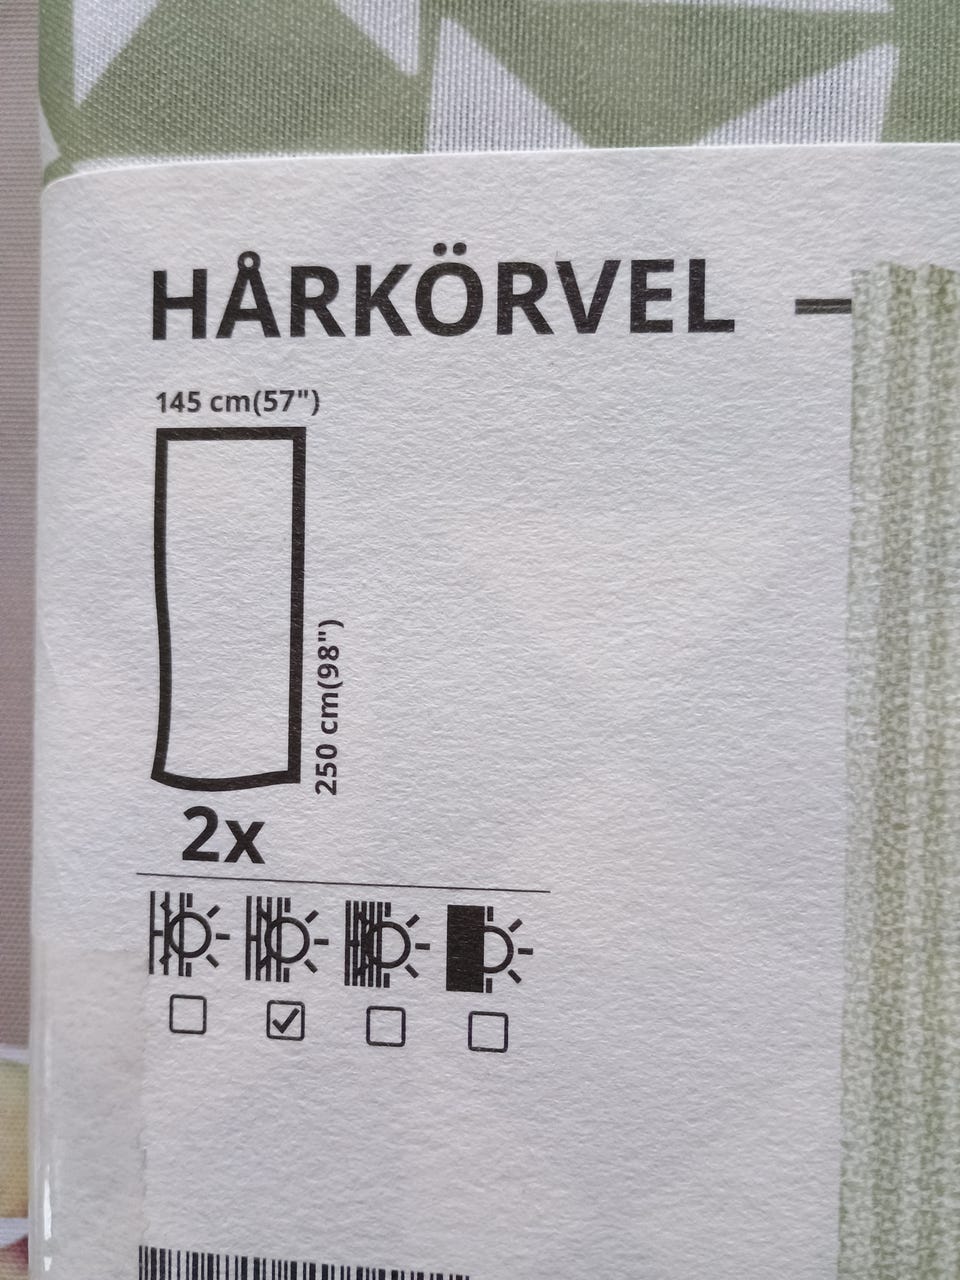 HÅRKÖRVEL
145 cm(57")
250 cm(98")
2x